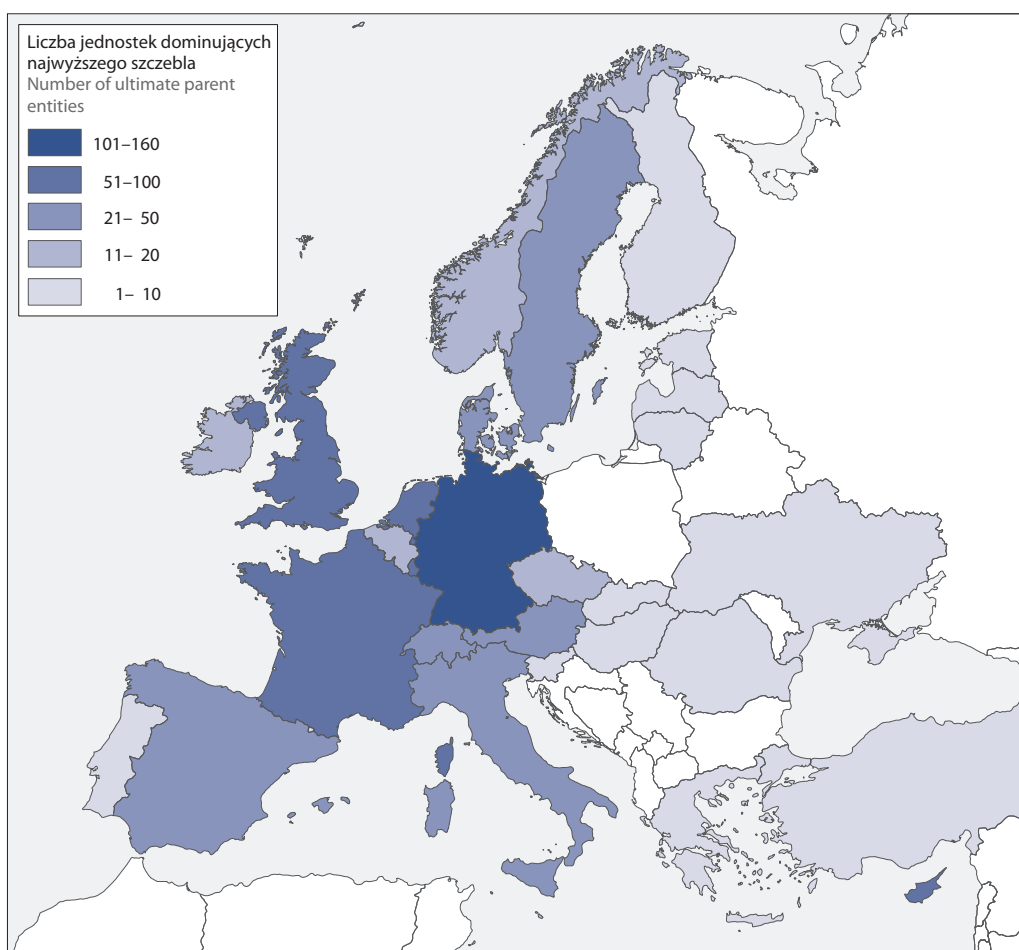 Liczba jednostek dominujących
najwyższego szczebla
Number of ultimate parent
entities
101–160
51–100
21– 50
11– 20
1– 10